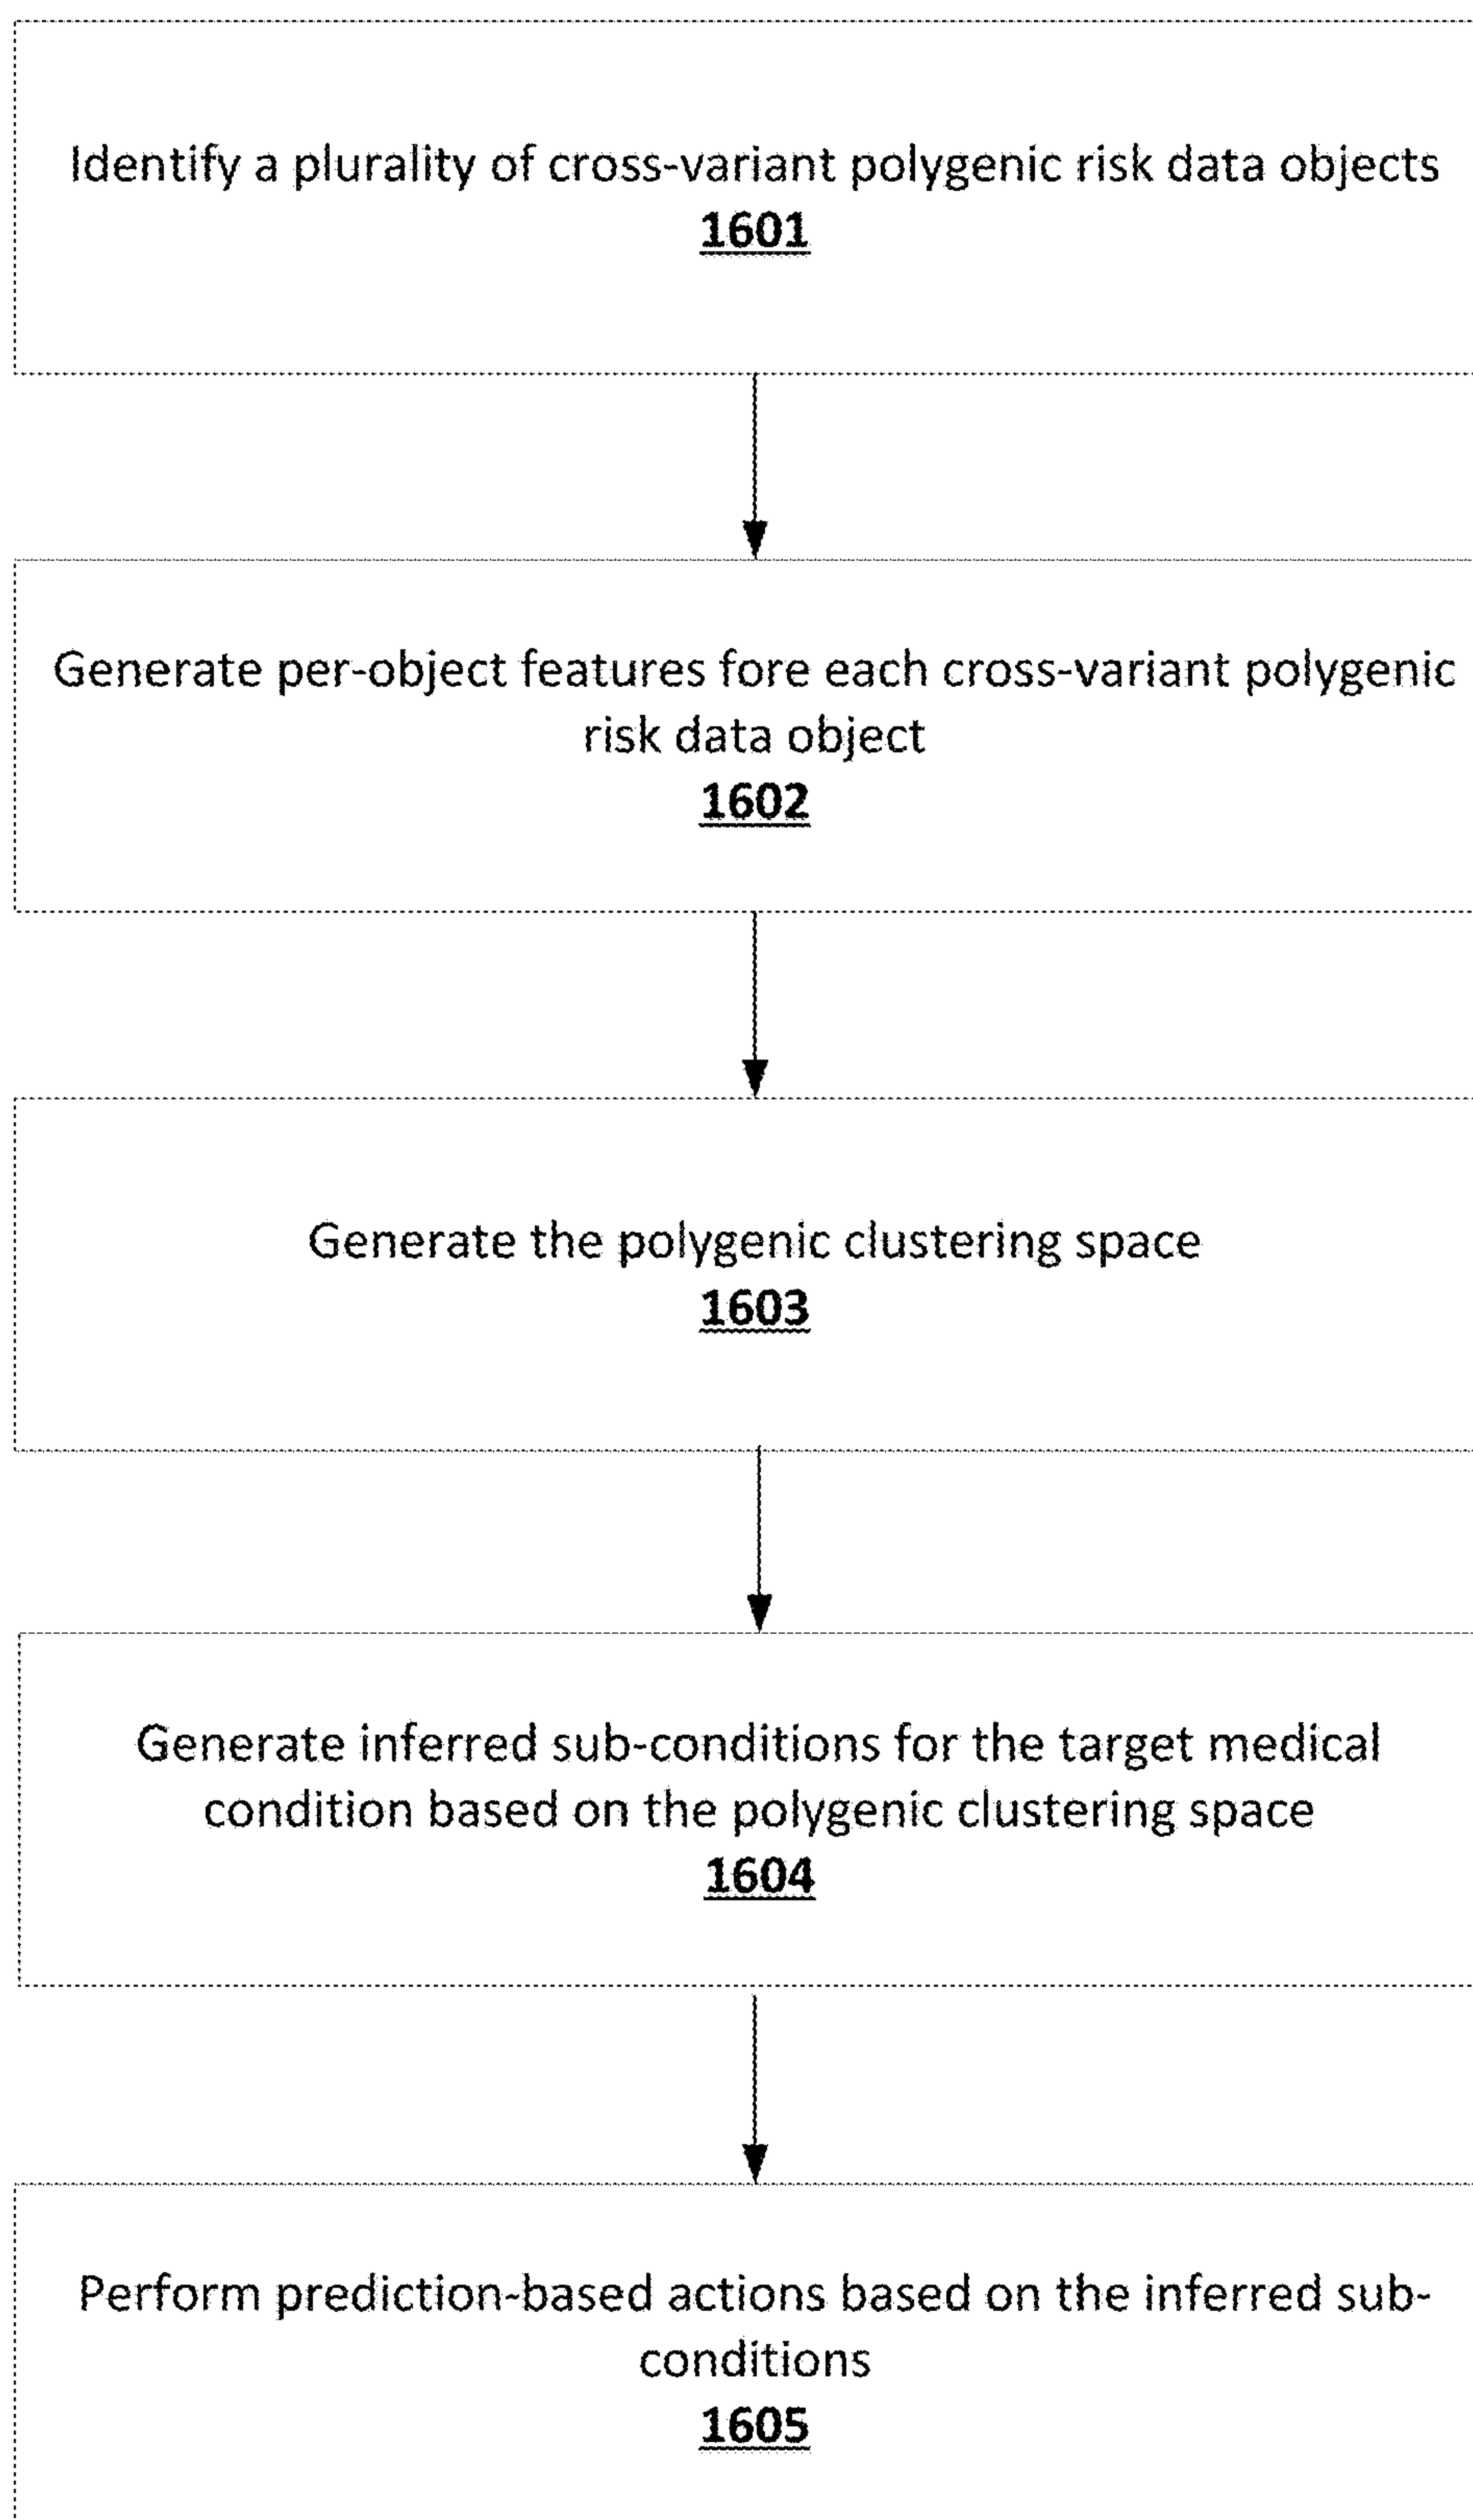 Identify a plurality of cross-variant polygenic risk data objects
1601
Generate per-object features fore each cross-variant polygenic
risk data object
1602
Generate the polygenic clustering space
1603
Generate inferred sub-conditions for the target medical
condition based on the polygenic clustering space
1604
Perform prediction-based actions based on the inferred sub-
conditions
1605